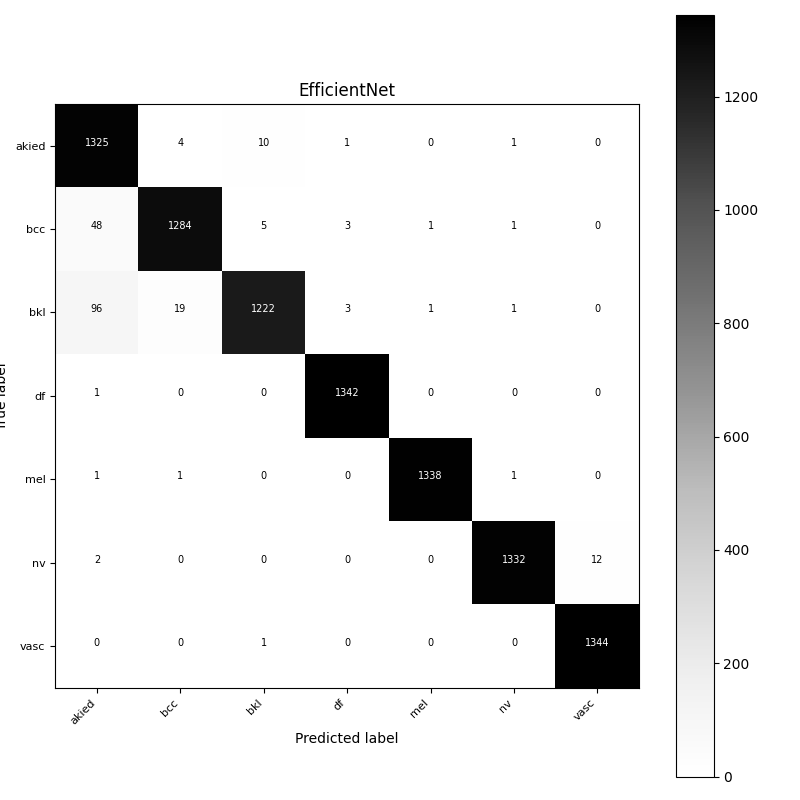 EfficientNet
akied 1325 4 10 1 0 1 0
bcc 48 1284 5 3 1 1 0
bkl 96 19 1222 3 1 1 0
df 1 0 0 1342 0 0 0
mel 1 1 0 0 1338 1 0
nv 2 0 0 0 0 1332 12
vasc 0 0 1 0 0 0 1344
akied bcc bkl df mel nv vasc
Predicted label
label
1200
1000
800
600
400
200
0